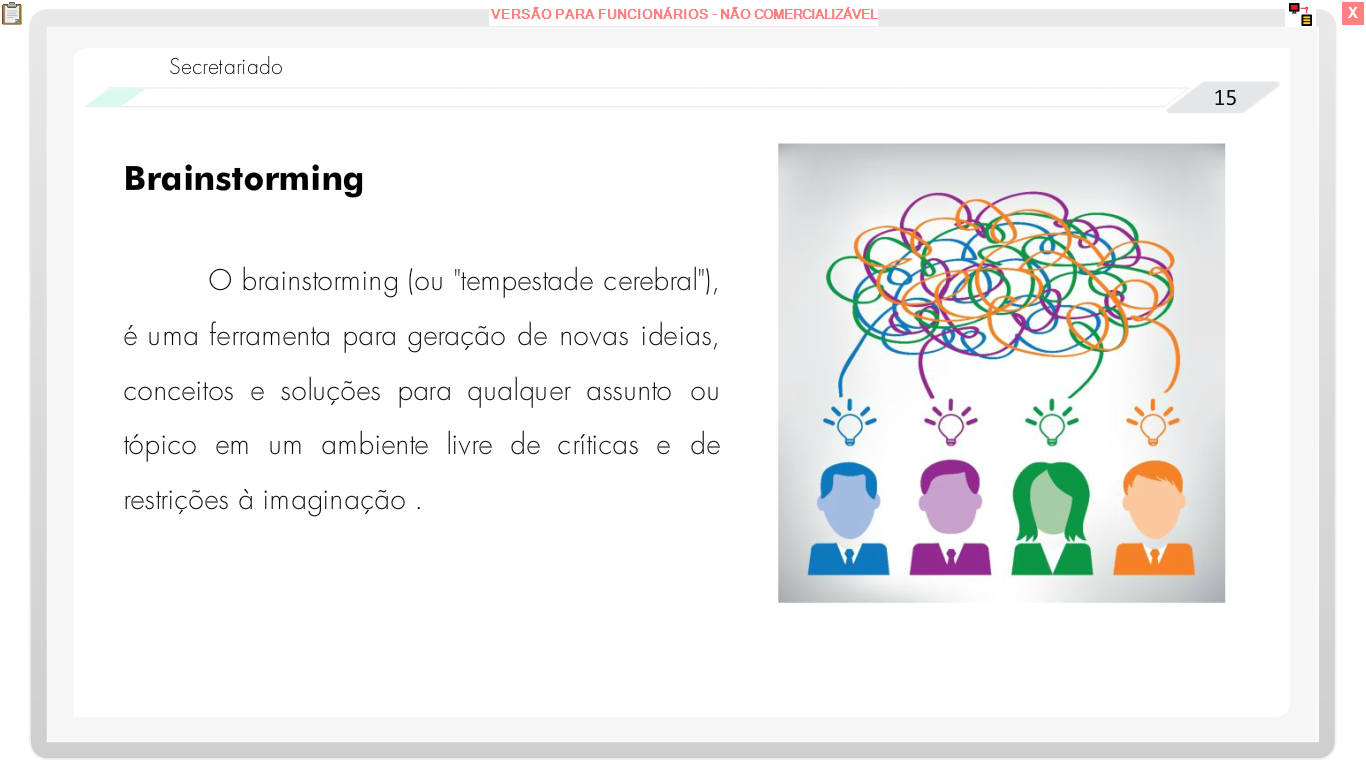 VERSÃO PARA FUNCIONÁRIOS - NÃO COMERCIALIZÁVEL
X
Secretariado
15
Brainstorming
O brainstorming (ou "tempestade cerebral"),
é uma ferramenta para geração de novas ideias,
conceitos e soluções para qualquer assunto ou
tópico em um ambiente livre de críticas e de
restrições à imaginação .